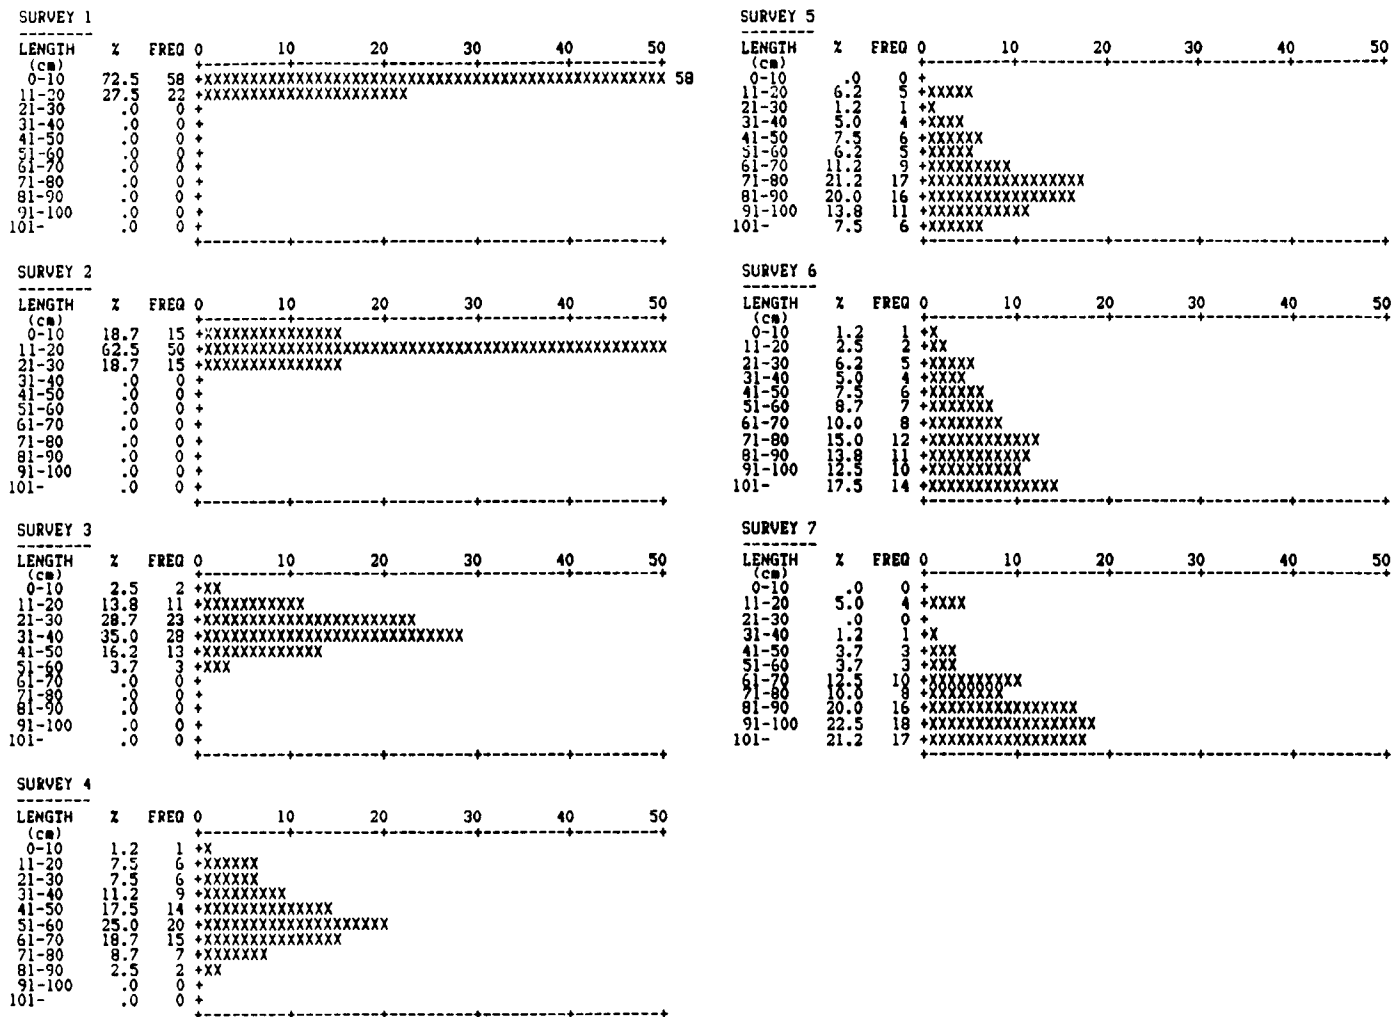 SURVEY 1
--------
LENGTH % FREQ 0 10 20 30 40 50
(cm) +---------+---------+---------+---------+---------+
0-10 72.5 58 +XXXXXXXXXXXXXXXXXXXXXXXXXXXXXXXXXXXXXXXXXXXXXXXXXX 58
11-20 27.5 22 +XXXXXXXXXXXXXXXXXXXXXX
21-30 .0 0 +
31-40 .0 0 +
41-50 .0 0 +
51-60 .0 0 +
61-70 .0 0 +
71-80 .0 0 +
81-90 .0 0 +
91-100 .0 0 +
101- .0 0 +
+---------+---------+---------+---------+---------+
SURVEY 2
--------
LENGTH % FREQ 0 10 20 30 40 50
(cm) +---------+---------+---------+---------+---------+
0-10 18.7 15 +XXXXXXXXXXXXXXX
11-20 62.5 50 +XXXXXXXXXXXXXXXXXXXXXXXXXXXXXXXXXXXXXXXXXXXXXXXXXX
21-30 18.7 15 +XXXXXXXXXXXXXXX
31-40 .0 0 +
41-50 .0 0 +
51-60 .0 0 +
61-70 .0 0 +
71-80 .0 0 +
81-90 .0 0 +
91-100 .0 0 +
101- .0 0 +
+---------+---------+---------+---------+---------+
SURVEY 3
--------
LENGTH % FREQ 0 10 20 30 40 50
(cm) +---------+---------+---------+---------+---------+
0-10 2.5 2 +XX
11-20 13.8 11 +XXXXXXXXXXX
21-30 28.7 23 +XXXXXXXXXXXXXXXXXXXXXXX
31-40 35.0 28 +XXXXXXXXXXXXXXXXXXXXXXXXXXXX
41-50 16.2 13 +XXXXXXXXXXXXX
51-60 3.7 3 +XXX
61-70 .0 0 +
71-80 .0 0 +
81-90 .0 0 +
91-100 .0 0 +
101- .0 0 +
+---------+---------+---------+---------+---------+
SURVEY 4
--------
LENGTH % FREQ 0 10 20 30 40 50
(cm) +---------+---------+---------+---------+---------+
0-10 1.2 1 +X
11-20 7.5 6 +XXXXXX
21-30 7.5 6 +XXXXXX
31-40 11.2 9 +XXXXXXXXX
41-50 17.5 14 +XXXXXXXXXXXXXX
51-60 25.0 20 +XXXXXXXXXXXXXXXXXXXX
61-70 18.7 15 +XXXXXXXXXXXXXXX
71-80 8.7 7 +XXXXXXX
81-90 2.5 2 +XX
91-100 .0 0 +
101- .0 0 +
+---------+---------+---------+---------+---------+
SURVEY 5
--------
LENGTH % FREQ 0 10 20 30 40 50
(cm) +---------+---------+---------+---------+---------+
0-10 .0 0 +
11-20 6.2 5 +XXXXX
21-30 1.2 1 +X
31-40 5.0 4 +XXXX
41-50 7.5 6 +XXXXXX
51-60 6.2 5 +XXXXX
61-70 11.2 9 +XXXXXXXXX
71-80 21.2 17 +XXXXXXXXXXXXXXXXX
81-90 20.0 16 +XXXXXXXXXXXXXXXX
91-100 13.8 11 +XXXXXXXXXXX
101- 7.5 6 +XXXXXX
+---------+---------+---------+---------+---------+
SURVEY 6
--------
LENGTH % FREQ 0 10 20 30 40 50
(cm) +---------+---------+---------+---------+---------+
0-10 1.2 1 +X
11-20 2.5 2 +XX
21-30 6.2 5 +XXXXX
31-40 5.0 4 +XXXX
41-50 7.5 6 +XXXXXX
51-60 8.7 7 +XXXXXXX
61-70 10.0 8 +XXXXXXXX
71-80 15.0 12 +XXXXXXXXXXXX
81-90 13.8 11 +XXXXXXXXXXX
91-100 12.5 10 +XXXXXXXXXX
101- 17.5 14 +XXXXXXXXXXXXXX
+---------+---------+---------+---------+---------+
SURVEY 7
--------
LENGTH % FREQ 0 10 20 30 40 50
(cm) +---------+---------+---------+---------+---------+
0-10 .0 0 +
11-20 5.0 4 +XXXX
21-30 .0 0 +
31-40 1.2 1 +X
41-50 3.7 3 +XXX
51-60 3.7 3 +XXX
61-70 12.5 10 +XXXXXXXXXX
71-80 10.0 8 +XXXXXXXX
81-90 20.0 16 +XXXXXXXXXXXXXXXX
91-100 22.5 18 +XXXXXXXXXXXXXXXXXX
101- 21.2 17 +XXXXXXXXXXXXXXXXX
+---------+---------+---------+---------+---------+